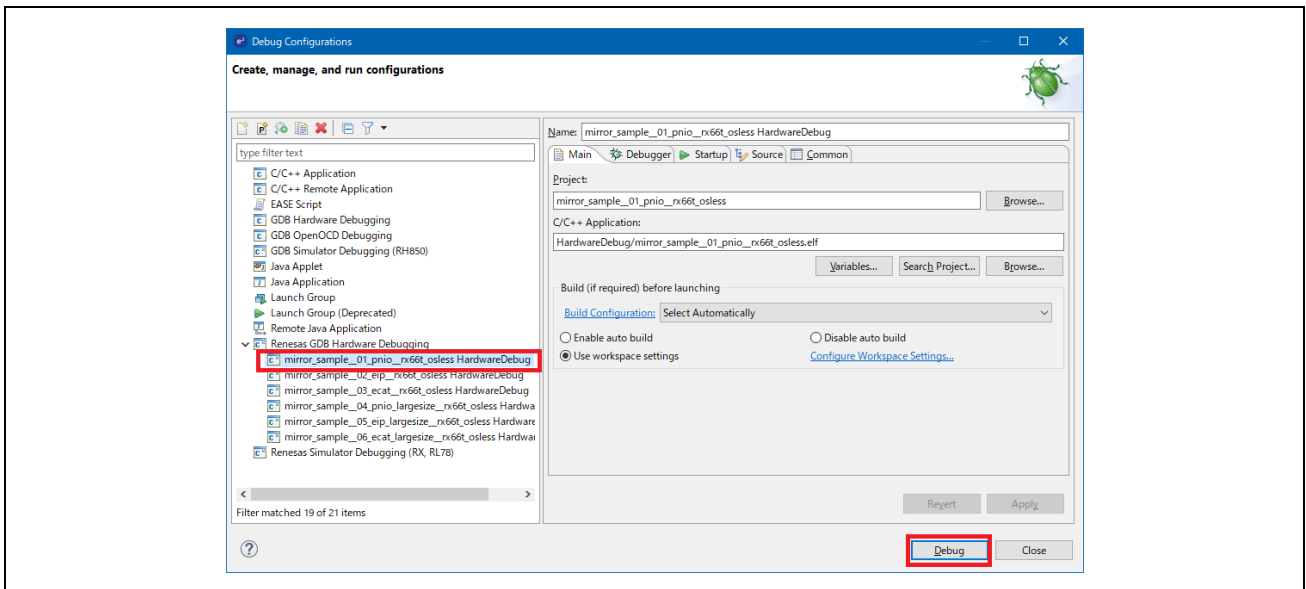 e² Debug Configurations
Create, manage, and run configurations
type filter text
C/C++ Application
C/C++ Remote Application
EASE Script
GDB Hardware Debugging
GDB OpenOCD Debugging
GDB Simulator Debugging (RH850)
Java Applet
Java Application
Launch Group
Launch Group (Deprecated)
Remote Java Application
Renesas GDB Hardware Debugging
mirror_sample__01_pnio__rx66t_osless HardwareDebug
mirror_sample__02_eip__rx66t_osless HardwareDebug
mirror_sample__03_ecat__rx66t_osless HardwareDebug
mirror_sample__04_pnio_largesize__rx66t_osless Hardwa
mirror_sample__05_eip_largesize__rx66t_osless Hardware
mirror_sample__06_ecat_largesize__rx66t_osless Hardwar
Renesas Simulator Debugging (RX, RL78)
Filter matched 19 of 21 items
Name: mirror_sample__01_pnio__rx66t_osless HardwareDebug
Main Debugger Startup Source Common
Project:
mirror_sample__01_pnio__rx66t_osless Browse...
C/C++ Application:
HardwareDebug/mirror_sample__01_pnio__rx66t_osless.elf
Variables... Search Project... Browse...
Build (if required) before launching
Build Configuration: Select Automatically
Enable auto build Disable auto build
Use workspace settings Configure Workspace Settings...
Revert Apply
Debug Close